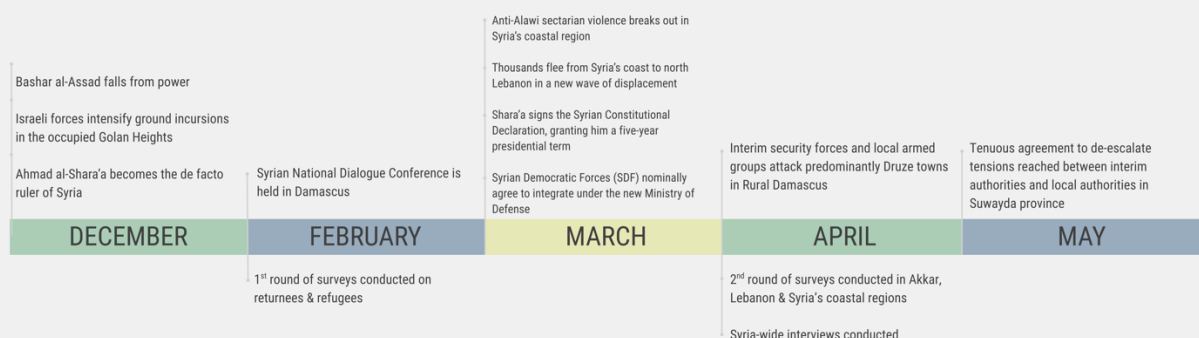 Bashar al-Assad falls from power
Israeli forces intensify ground incursions
in the occupied Golan Heights
Ahmad al-Shara'a becomes the de facto
ruler of Syria
DECEMBER
Syrian National Dialogue Conference is
held in Damascus
FEBRUARY
1st round of surveys conducted on
returnees & refugees
Anti-Alawi sectarian violence breaks out in
Syria's coastal region
Thousands flee from Syria's coast to north
Lebanon in a new wave of displacement
Shara'a signs the Syrian Constitutional
Declaration, granting him a five-year
presidential term
Syrian Democratic Forces (SDF) nominally
agree to integrate under the new Ministry of
Defense
MARCH
Interim security forces and local armed
groups attack predominantly Druze towns
in Rural Damascus
APRIL
2nd round of surveys conducted in Akkar,
Lebanon & Syria's coastal regions
Syria-wide interviews conducted
Tenuous agreement to de-escalate
tensions reached between interim
authorities and local authorities in
Suwayda province
MAY